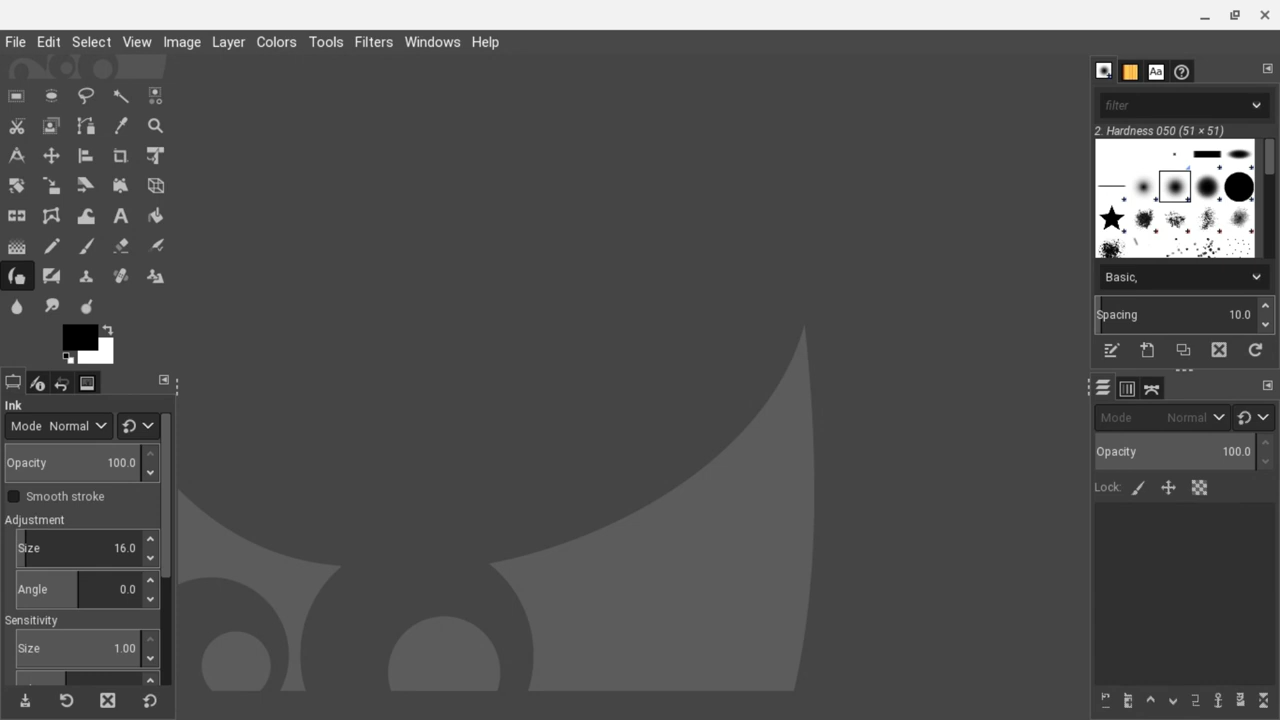 File Edit Select View Image Layer Colors Tools Filters Windows Help
Aa
filter
2. Hardness 050 (51 × 51)
Basic,
Spacing 10.0
Ink
Mode Normal
Opacity 100.0
Smooth stroke
Adjustment
Size 16.0
Angle 0.0
Sensitivity
Size 1.00
Mode Normal
Opacity 100.0
Lock: